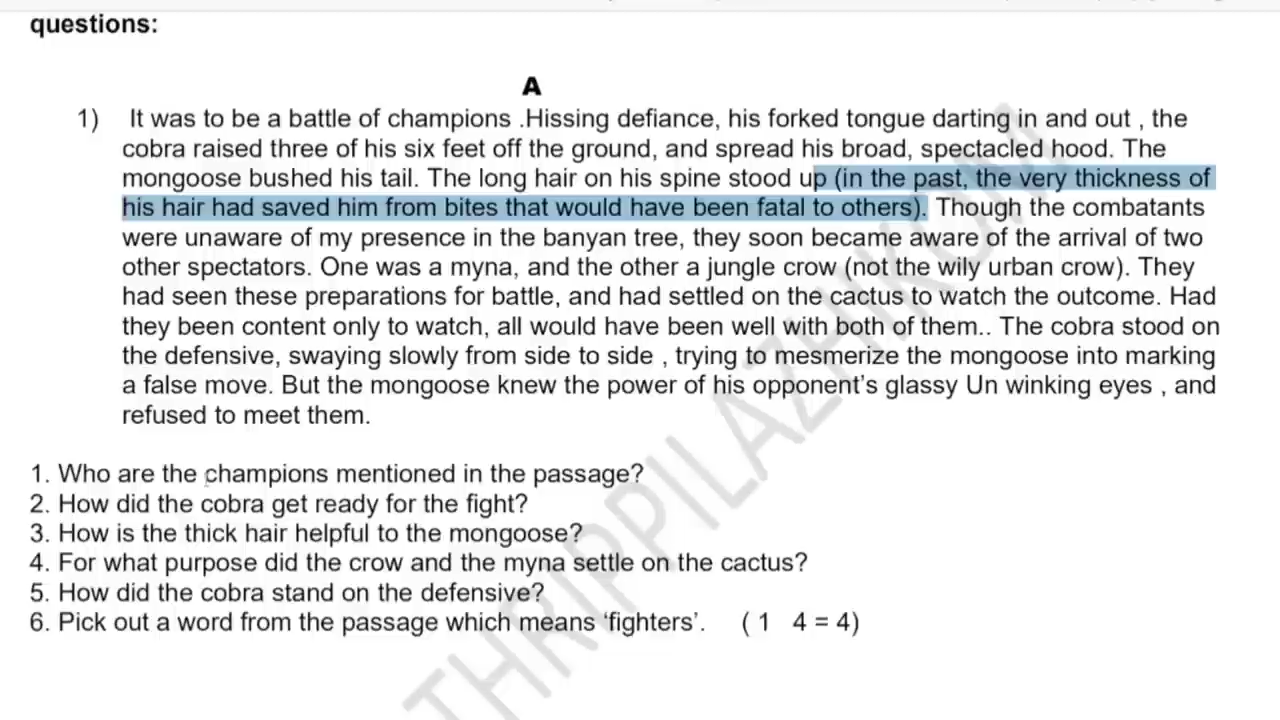 questions:
A
1) It was to be a battle of champions .Hissing defiance, his forked tongue darting in and out , the
cobra raised three of his six feet off the ground, and spread his broad, spectacled hood. The
mongoose bushed his tail. The long hair on his spine stood up (in the past, the very thickness of
his hair had saved him from bites that would have been fatal to others). Though the combatants
were unaware of my presence in the banyan tree, they soon became aware of the arrival of two
other spectators. One was a myna, and the other a jungle crow (not the wily urban crow). They
had seen these preparations for battle, and had settled on the cactus to watch the outcome. Had
they been content only to watch, all would have been well with both of them.. The cobra stood on
the defensive, swaying slowly from side to side , trying to mesmerize the mongoose into marking
a false move. But the mongoose knew the power of his opponent's glassy Un winking eyes , and
refused to meet them.
1. Who are the champions mentioned in the passage?
2. How did the cobra get ready for the fight?
3. How is the thick hair helpful to the mongoose?
4. For what purpose did the crow and the myna settle on the cactus?
5. How did the cobra stand on the defensive?
6. Pick out a word from the passage which means ‘fighters’. ( 1 4 = 4)
THRIPPILAZHIKOM